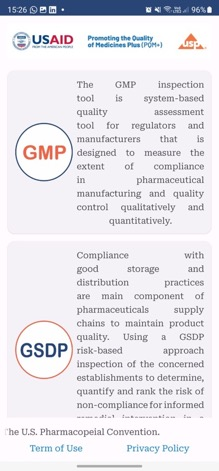 15:26
96%
USAID
FROM THE AMERICAN PEOPLE
Promoting the Quality
of Medicines Plus (PQM+)
usp
GMP
The GMP inspection
tool is system-based
quality assessment
tool for regulators and
manufacturers that is
designed to measure the
extent of compliance
in pharmaceutical
manufacturing and quality
control qualitatively and
quantitatively.
GSDP
Compliance with
good storage and
distribution practices
are main component of
pharmaceuticals supply
chains to maintain product
quality. Using a GSDP
risk-based approach
inspection of the concerned
establishments to determine,
quantify and rank the risk of
non-compliance for informed
remedial intervention in a
he U.S. Pharmacopeial Convention.
Term of Use
Privacy Policy